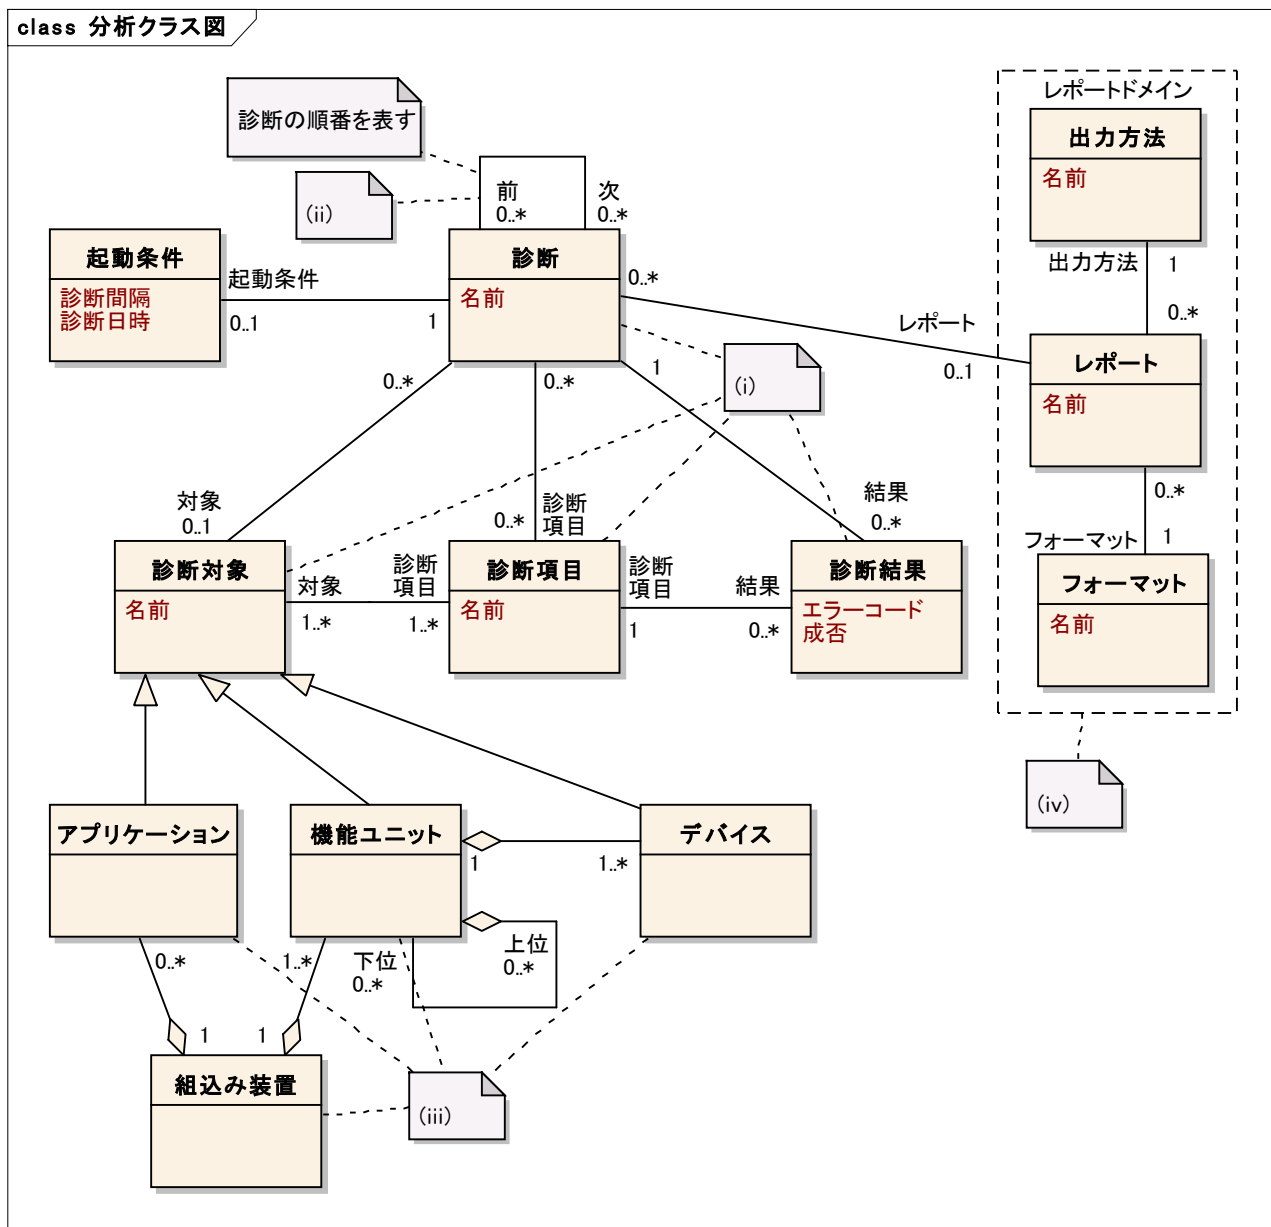 class 分析クラス図
診断の順番を表す
(ii)
前
0..*
次
0..*
レポートドメイン
出力方法
名前
出力方法
1
0..*
起動条件
診断間隔
診断日時
起動条件
0..1
1
診断
名前
0..*
レポート
0..1
レポート
名前
0..*
0..*
1
(i)
対象
0..1
0..*
診断
項目
結果
0..*
0..*
フォーマット
1
フォーマット
名前
診断対象
名前
対象
1..*
診断
項目
1..*
診断項目
名前
診断
項目
1
結果
0..*
診断結果
エラーコード
成否
(iv)
アプリケーション
機能ユニット
1
1..*
デバイス
上位
0..*
下位
0..*
0..*
1..*
1
1
組込み装置
(iii)